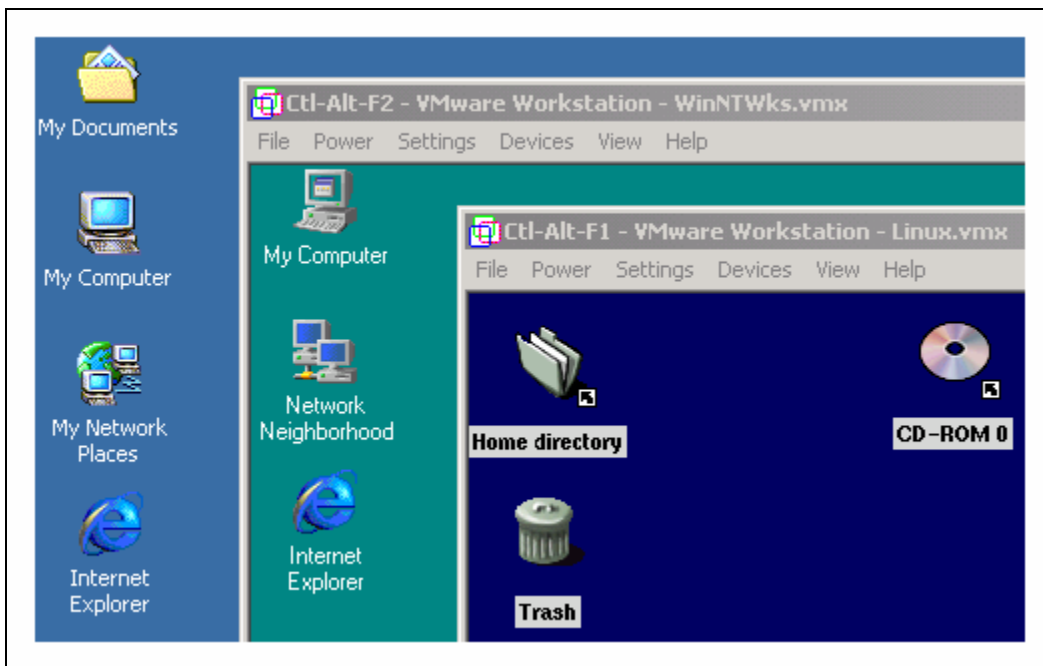 My Documents
My Computer
My Network
Places
Internet
Explorer
Ctl-Alt-F2 - VMware Workstation - WinNTWks.vmx
File Power Settings Devices View Help
My Computer
Network
Neighborhood
Internet
Explorer
Ctl-Alt-F1 - VMware Workstation - Linux.vmx
File Power Settings Devices View Help
Home directory
CD-ROM 0
Trash